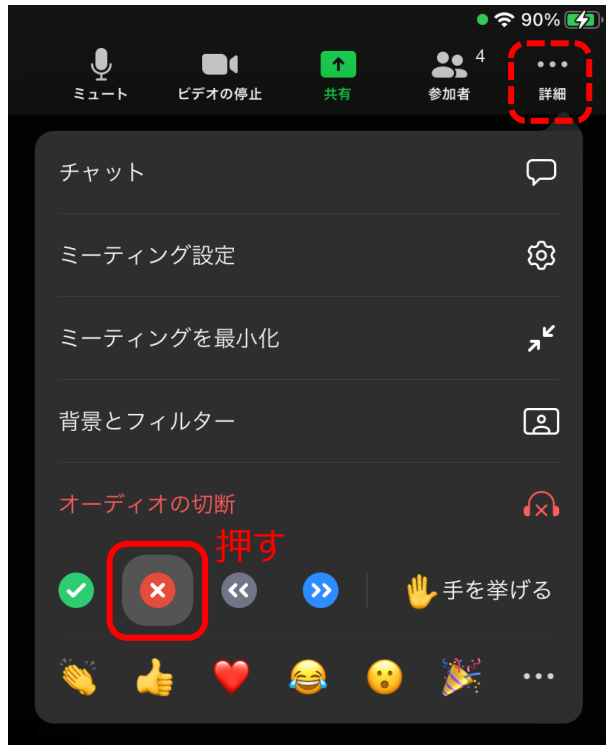 90%
4
ミュート ビデオの停止 共有 参加者 詳細
チャット
ミーティング設定
ミーティングを最小化
背景とフィルター
オーディオの切断
押す
手を挙げる